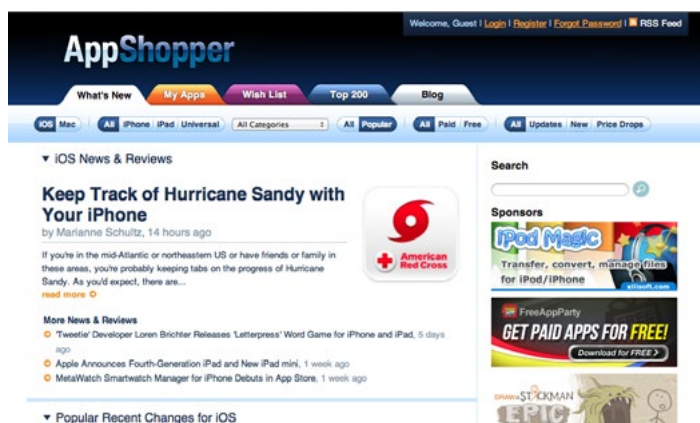 Welcome, Guest | Login | Register | Forgot Password | RSS Feed
AppShopper
What's New My Apps Wish List Top 200 Blog
iOS Mac All iPhone iPad Universal All Categories All Popular All Paid Free All Updates New Price Drops
▼ iOS News & Reviews
Keep Track of Hurricane Sandy with
Your iPhone
by Marianne Schultz, 14 hours ago
American
Red Cross
If you're in the mid-Atlantic or northeastern US or have friends or family in
these areas, you're probably keeping tabs on the progress of Hurricane
Sandy. As you'd expect, there are...
read more
More News & Reviews
'Tweetie' Developer Loren Brichter Releases 'Letterpress' Word Game for iPhone and iPad, 5 days
ago
Apple Announces Fourth-Generation iPad and New iPad mini, 1 week ago
MetaWatch Smartwatch Manager for iPhone Debuts in App Store, 1 week ago
▼ Popular Recent Changes for iOS
Search
Sponsors
iPod Magic
Transfer, convert, manage files
for iPod/iPhone
xilisoft.com
FreeAppParty
GET PAID APPS FOR FREE!
Download for FREE >
DRAW A STICKMAN
EPIC